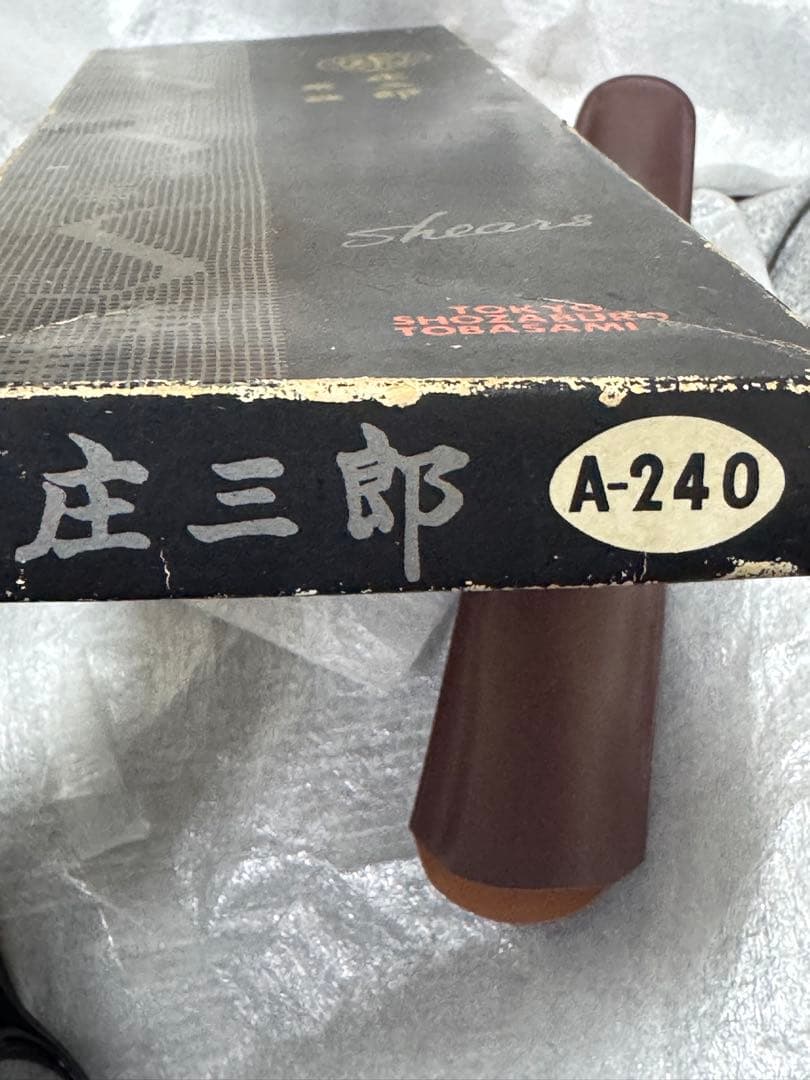 Shears
TOKYO
SHOZABURO
TOBASAMI
庄三郎
A-240